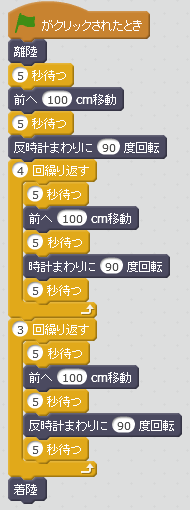 がクリックされたとき
離陸
5 秒待つ
前へ 100 cm移動
5 秒待つ
反時計まわりに 90 度回転
4 回繰り返す
5 秒待つ
前へ 100 cm移動
5 秒待つ
時計まわりに 90 度回転
5 秒待つ
3 回繰り返す
5 秒待つ
前へ 100 cm移動
5 秒待つ
反時計まわりに 90 度回転
5 秒待つ
着陸